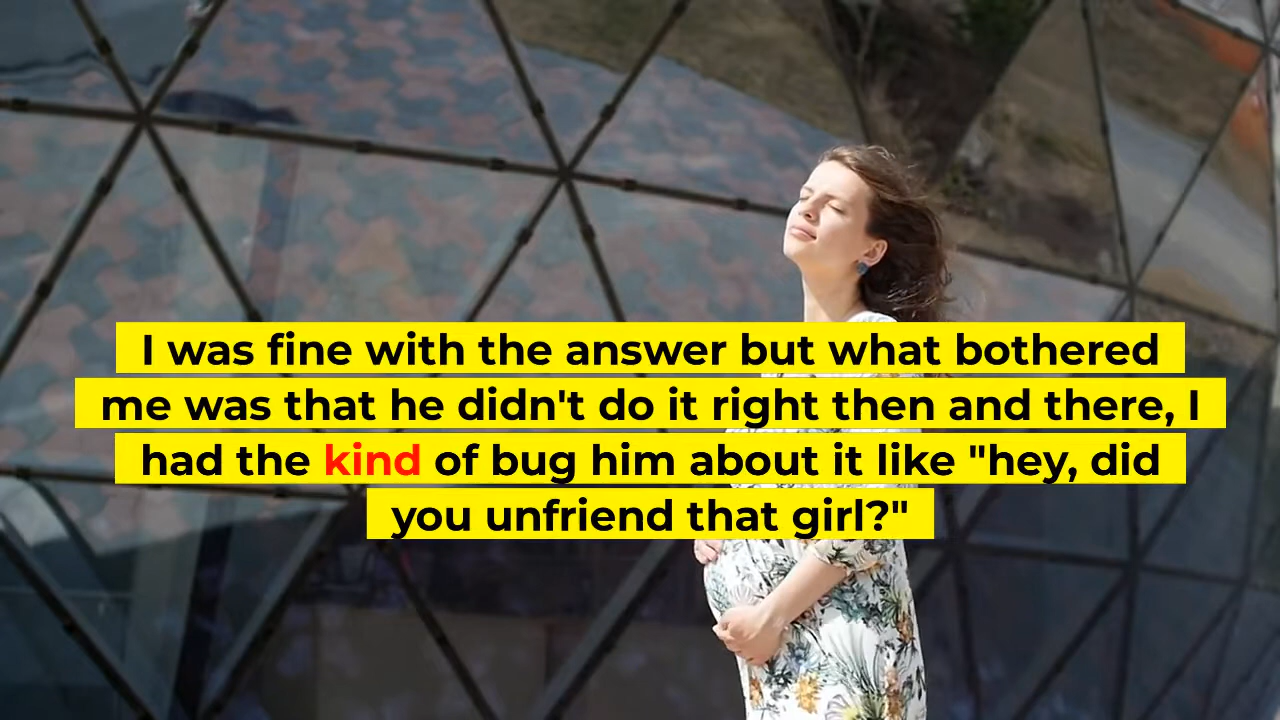 I was fine with the answer but what bothered
me was that he didn't do it right then and there, I
had the kind of bug him about it like "hey, did
you unfriend that girl?"